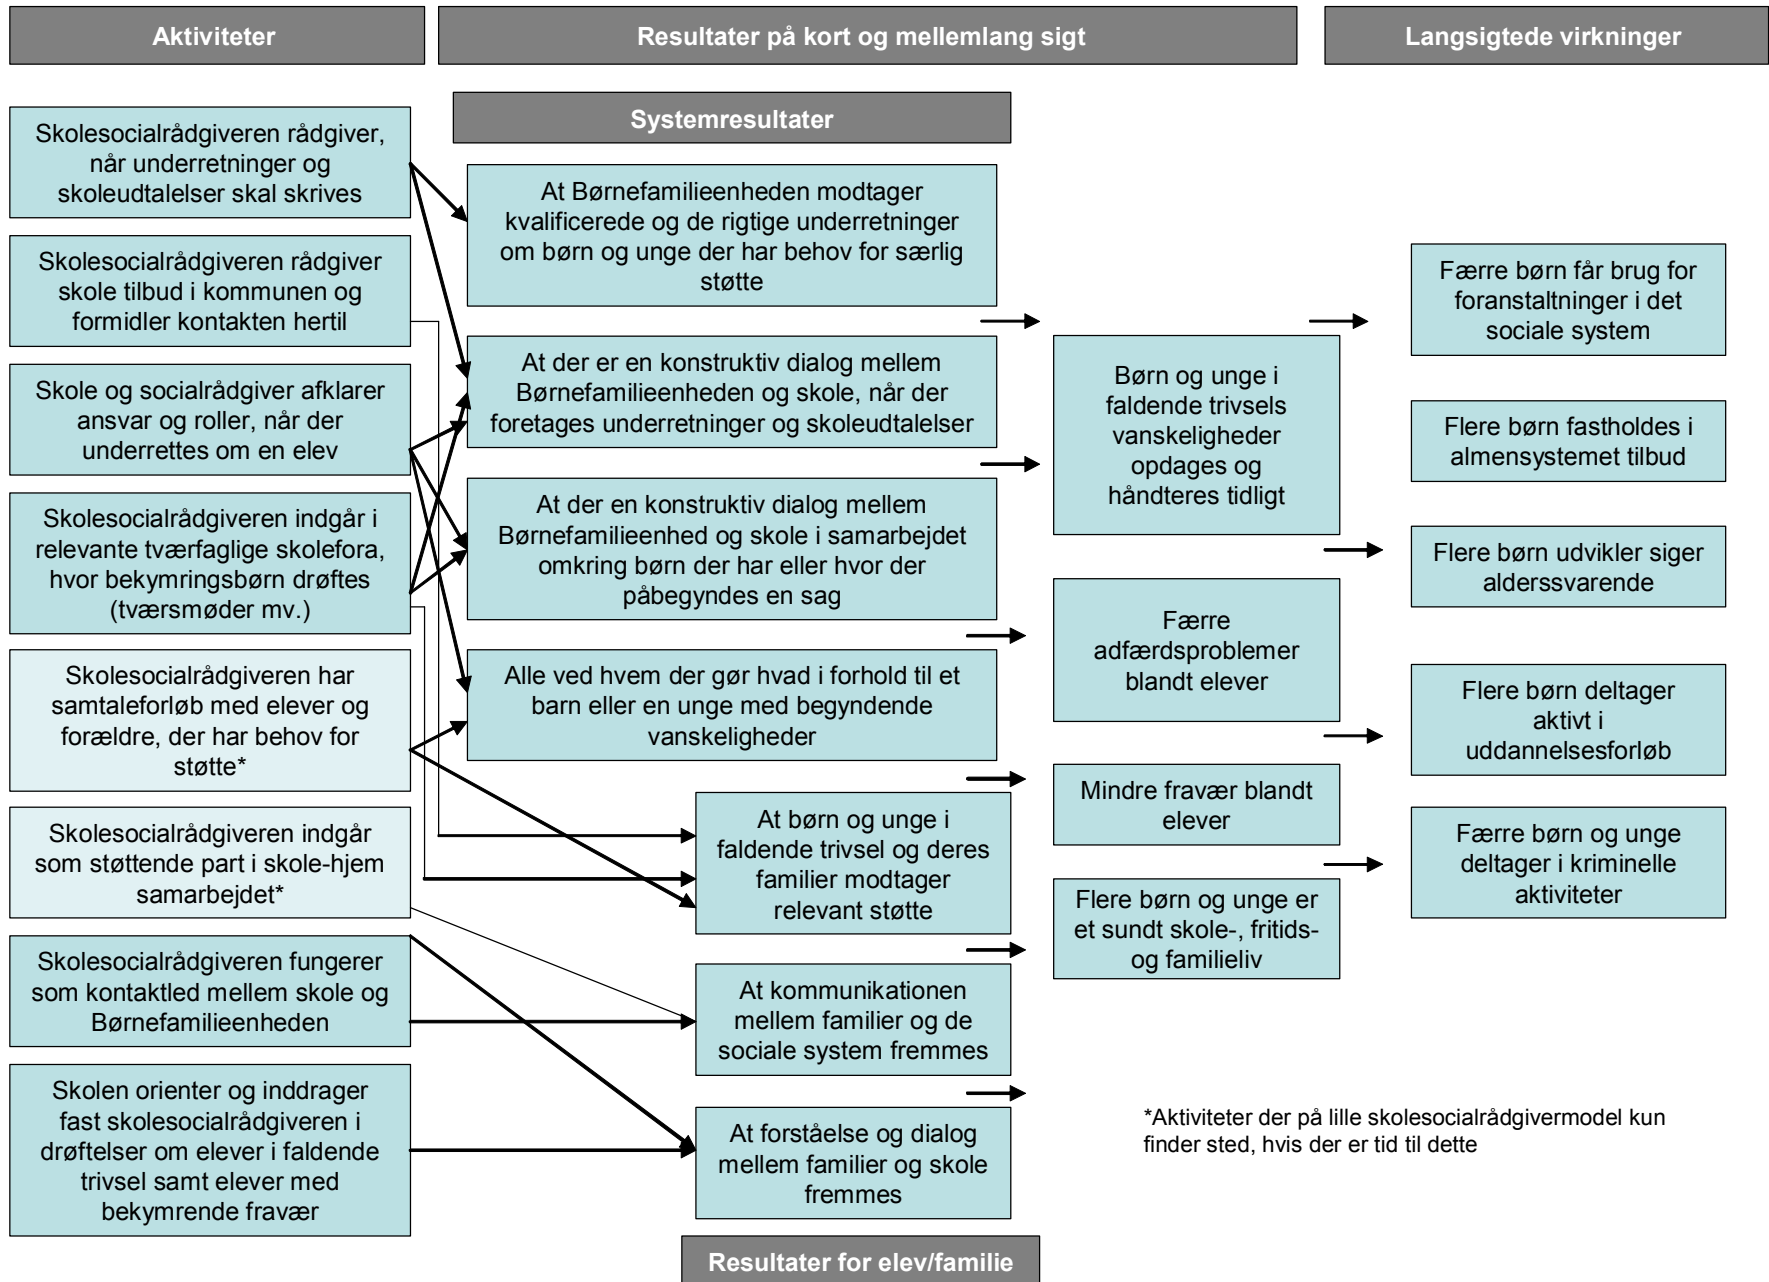 Aktiviteter
Resultater på kort og mellemlang sigt
Langsigtede virkninger
Skolesocialrådgiveren rådgiver,
når underretninger og
skoleudtalelser skal skrives
Skolesocialrådgiveren rådgiver
skole tilbud i kommunen og
formidler kontakten hertil
Skole og socialrådgiver afklarer
ansvar og roller, når der
underrettes om en elev
Skolesocialrådgiveren indgår i
relevante tværfaglige skolefora,
hvor bekymringsbørn drøftes
(tværsmøder mv.)
Skolesocialrådgiveren har
samtaleforløb med elever og
forældre, der har behov for
støtte*
Skolesocialrådgiveren indgår
som støttende part i skole-hjem
samarbejdet*
Skolesocialrådgiveren fungerer
som kontaktled mellem skole og
Børnefamilieenheden
Skolen orienter og inddrager
fast skolesocialrådgiveren i
drøftelser om elever i faldende
trivsel samt elever med
bekymrende fravær
Systemresultater
At Børnefamilieenheden modtager
kvalificerede og de rigtige underretninger
om børn og unge der har behov for særlig
støtte
At der er en konstruktiv dialog mellem
Børnefamilieenheden og skole, når der
foretages underretninger og skoleudtalelser
At der en konstruktiv dialog mellem
Børnefamilieenhed og skole i samarbejdet
omkring børn der har eller hvor der
påbegyndes en sag
Alle ved hvem der gør hvad i forhold til et
barn eller en unge med begyndende
vanskeligheder
At børn og unge i
faldende trivsel og deres
familier modtager
relevant støtte
At kommunikationen
mellem familier og de
sociale system fremmes
At forståelse og dialog
mellem familier og skole
fremmes
Resultater for elev/familie
Børn og unge i
faldende trivsels
vanskeligheder
opdages og
håndteres tidligt
Færre
adfærdsproblemer
blandt elever
Mindre fravær blandt
elever
Flere børn og unge er
et sundt skole-, fritids-
og familieliv
Færre børn får brug for
foranstaltninger i det
sociale system
Flere børn fastholdes i
almensystemet tilbud
Flere børn udvikler siger
alderssvarende
Flere børn deltager
aktivt i
uddannelsesforløb
Færre børn og unge
deltager i kriminelle
aktiviteter
*Aktiviteter der på lille skolesocialrådgivermodel kun
finder sted, hvis der er tid til dette